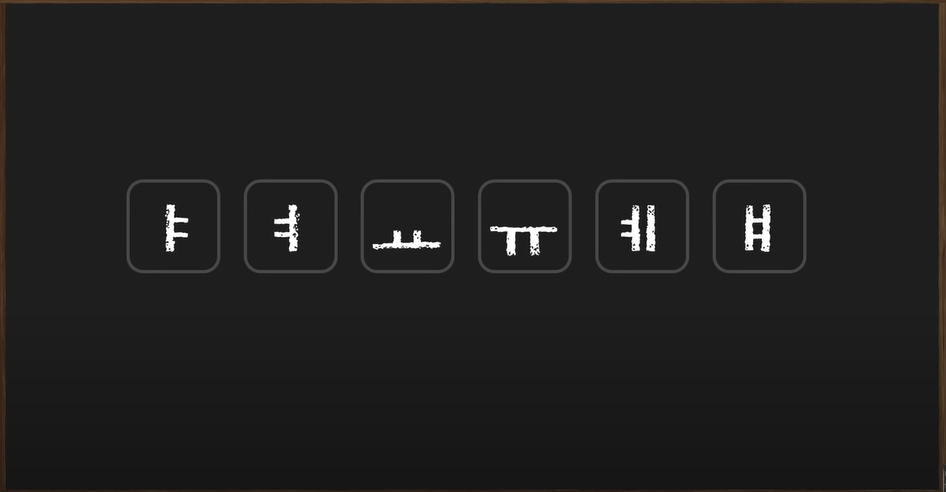 ㅑ ㅕ ㅛ ㅠ ㅖ ㅒ